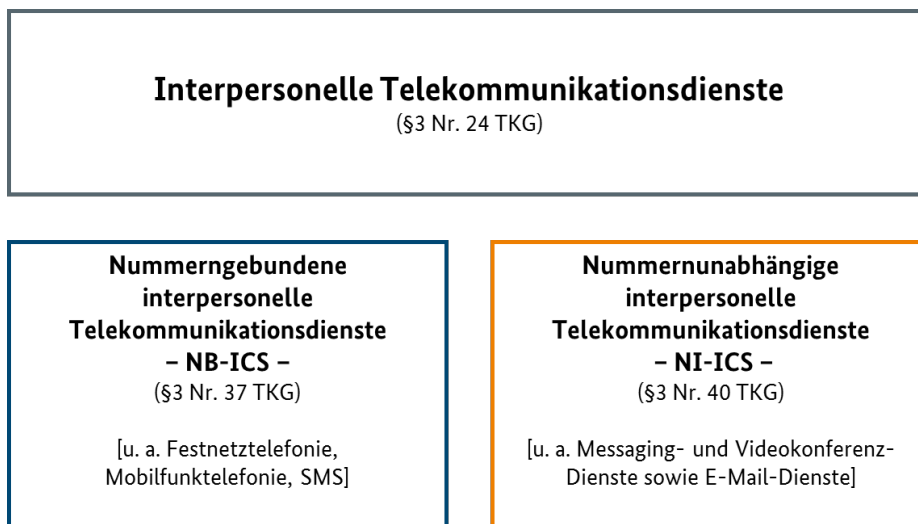 Interpersonelle Telekommunikationsdienste
(§3 Nr. 24 TKG)
Nummerngebundene
interpersonelle
Telekommunikationsdienste
– NB-ICS –
(§3 Nr. 37 TKG)
[u. a. Festnetztelefonie,
Mobilfunktelefonie, SMS]
Nummernunabhängige
interpersonelle
Telekommunikationsdienste
– NI-ICS –
(§3 Nr. 40 TKG)
[u. a. Messaging- und Videokonferenz-
Dienste sowie E-Mail-Dienste]